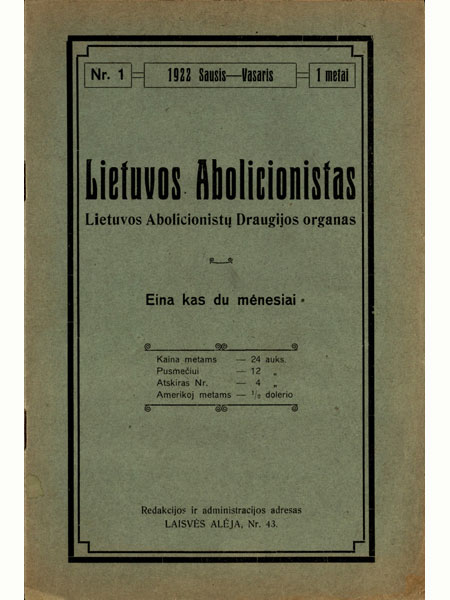 Nr. 1 1922 Sausis—Vasaris 1 metai
Lietuvos Abolicionistas
Lietuvos Abolicionistų Draugijos organas
Eina kas du mėnesiai
Kaina metams — 24 auks.
Pusmečiui — 12 „
Atskiras Nr. — 4 „
Amerikoj metams — ½ dolerio
Redakcijos ir administracijos adresas
LAISVĖS ALĖJA, Nr. 43.